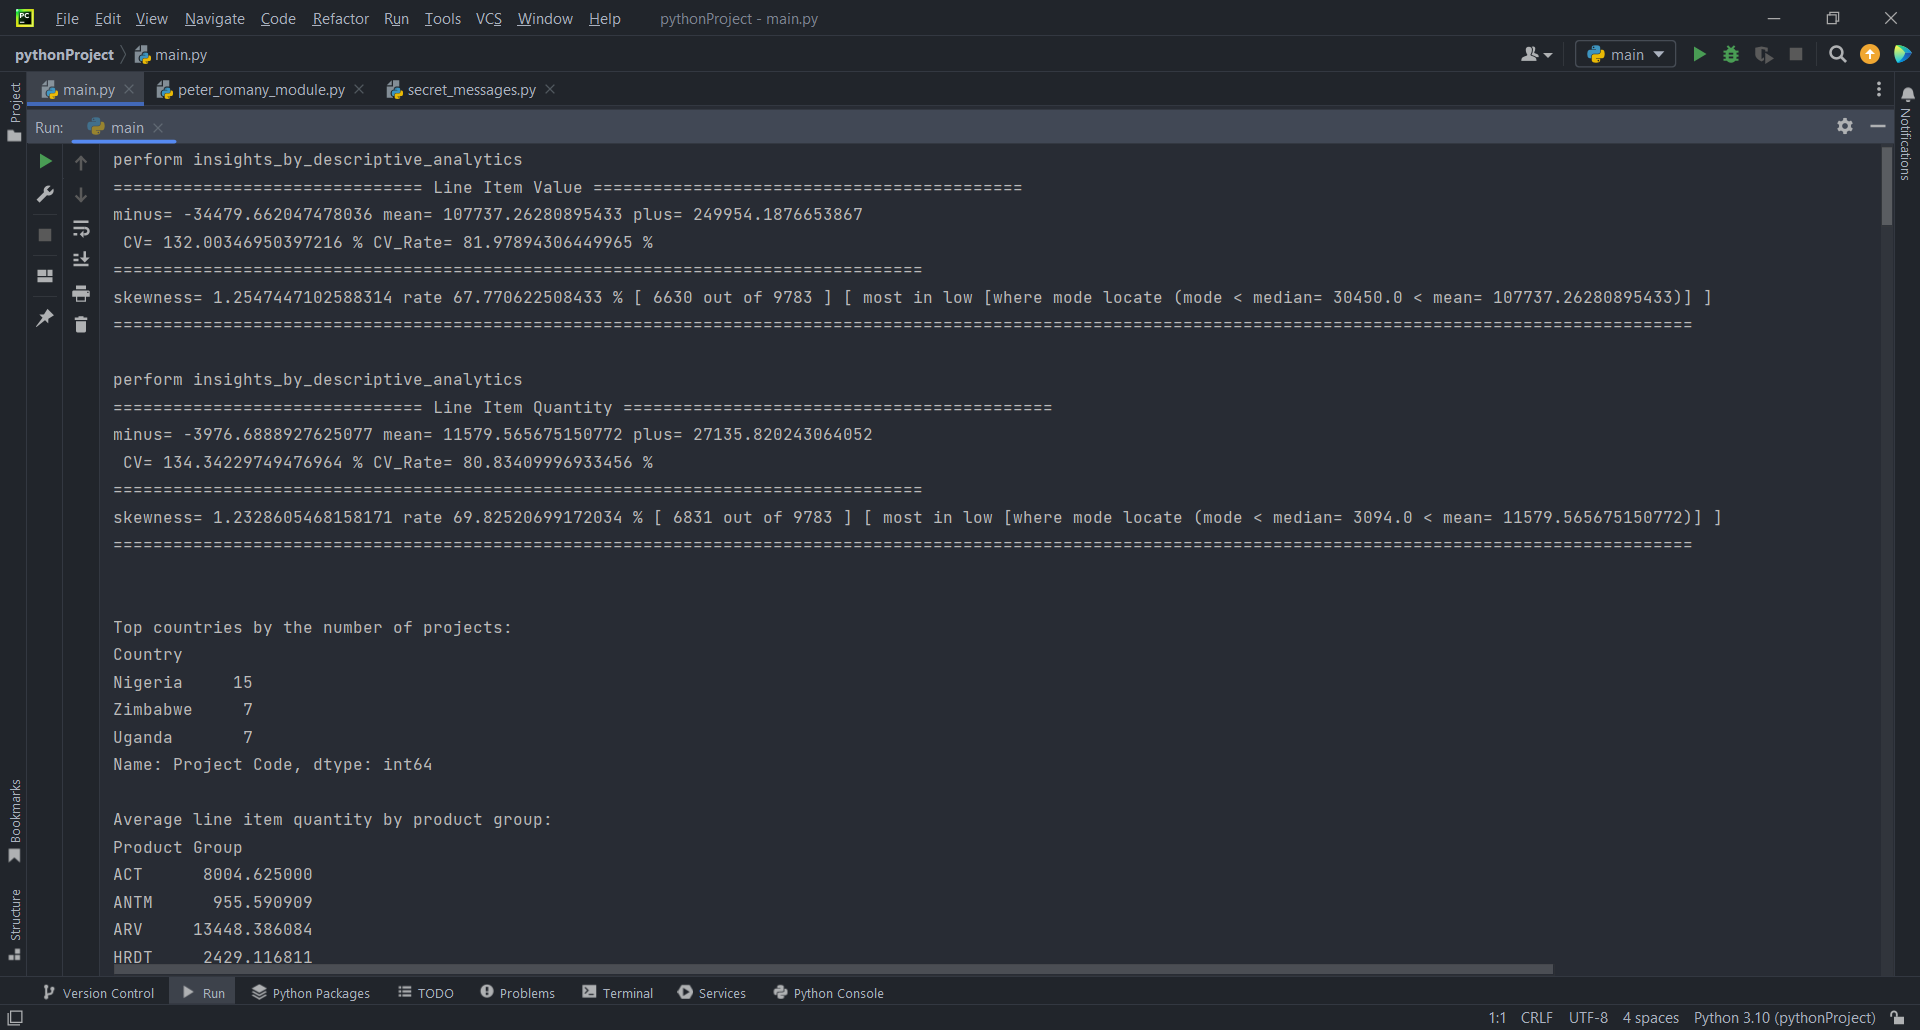 PC File Edit View Navigate Code Refactor Run Tools VCS Window Help pythonProject - main.py
pythonProject main.py main
main.py peter_romany_module.py secret_messages.py
Run: main
Project
Notifications
perform insights_by_descriptive_analytics
=============================== Line Item Value ===========================================
minus= -34479.662047478036 mean= 107737.26280895433 plus= 249954.1876653867
CV= 132.00346950397216 % CV_Rate= 81.97894306449965 %
=================================================================================
skewness= 1.2547447102588314 rate 67.770622508433 % [ 6630 out of 9783 ] [ most in low [where mode locate (mode < median= 30450.0 < mean= 107737.26280895433)] ]
==============================================================================================================================================================
perform insights_by_descriptive_analytics
=============================== Line Item Quantity ===========================================
minus= -3976.6888927625077 mean= 11579.565675150772 plus= 27135.820243064052
CV= 134.34229749476964 % CV_Rate= 80.83409996933456 %
=================================================================================
skewness= 1.2328605468158171 rate 69.82520699172034 % [ 6831 out of 9783 ] [ most in low [where mode locate (mode < median= 3094.0 < mean= 11579.565675150772)] ]
==============================================================================================================================================================
Top countries by the number of projects:
Country
Nigeria 15
Zimbabwe 7
Uganda 7
Name: Project Code, dtype: int64
Average line item quantity by product group:
Product Group
ACT 8004.625000
ANTM 955.590909
ARV 13448.386084
HRDT 2429.116811
Bookmarks
Structure
Version Control Run Python Packages TODO Problems Terminal Services Python Console
1:1 CRLF UTF-8 4 spaces Python 3.10 (pythonProject)